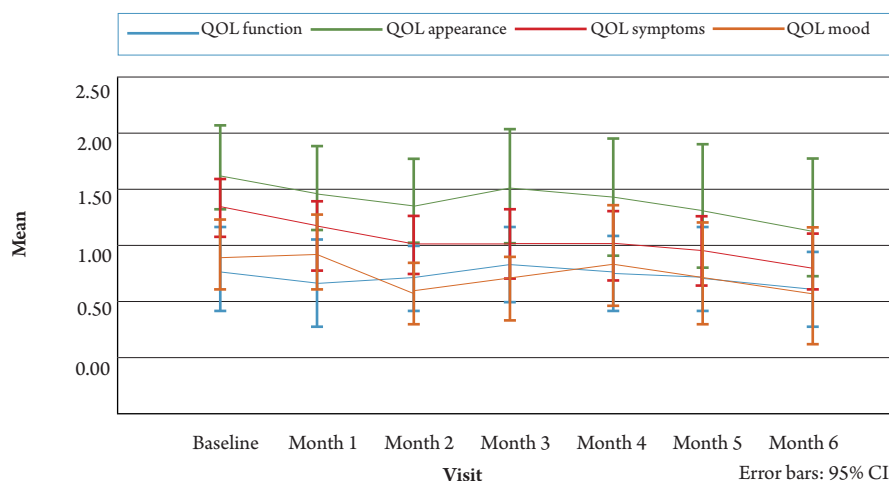 QOL function QOL appearance QOL symptoms QOL mood
2.50
2.00
1.50
1.00
0.50
0.00
Mean
Baseline Month 1 Month 2 Month 3 Month 4 Month 5 Month 6
Visit
Error bars: 95% CI